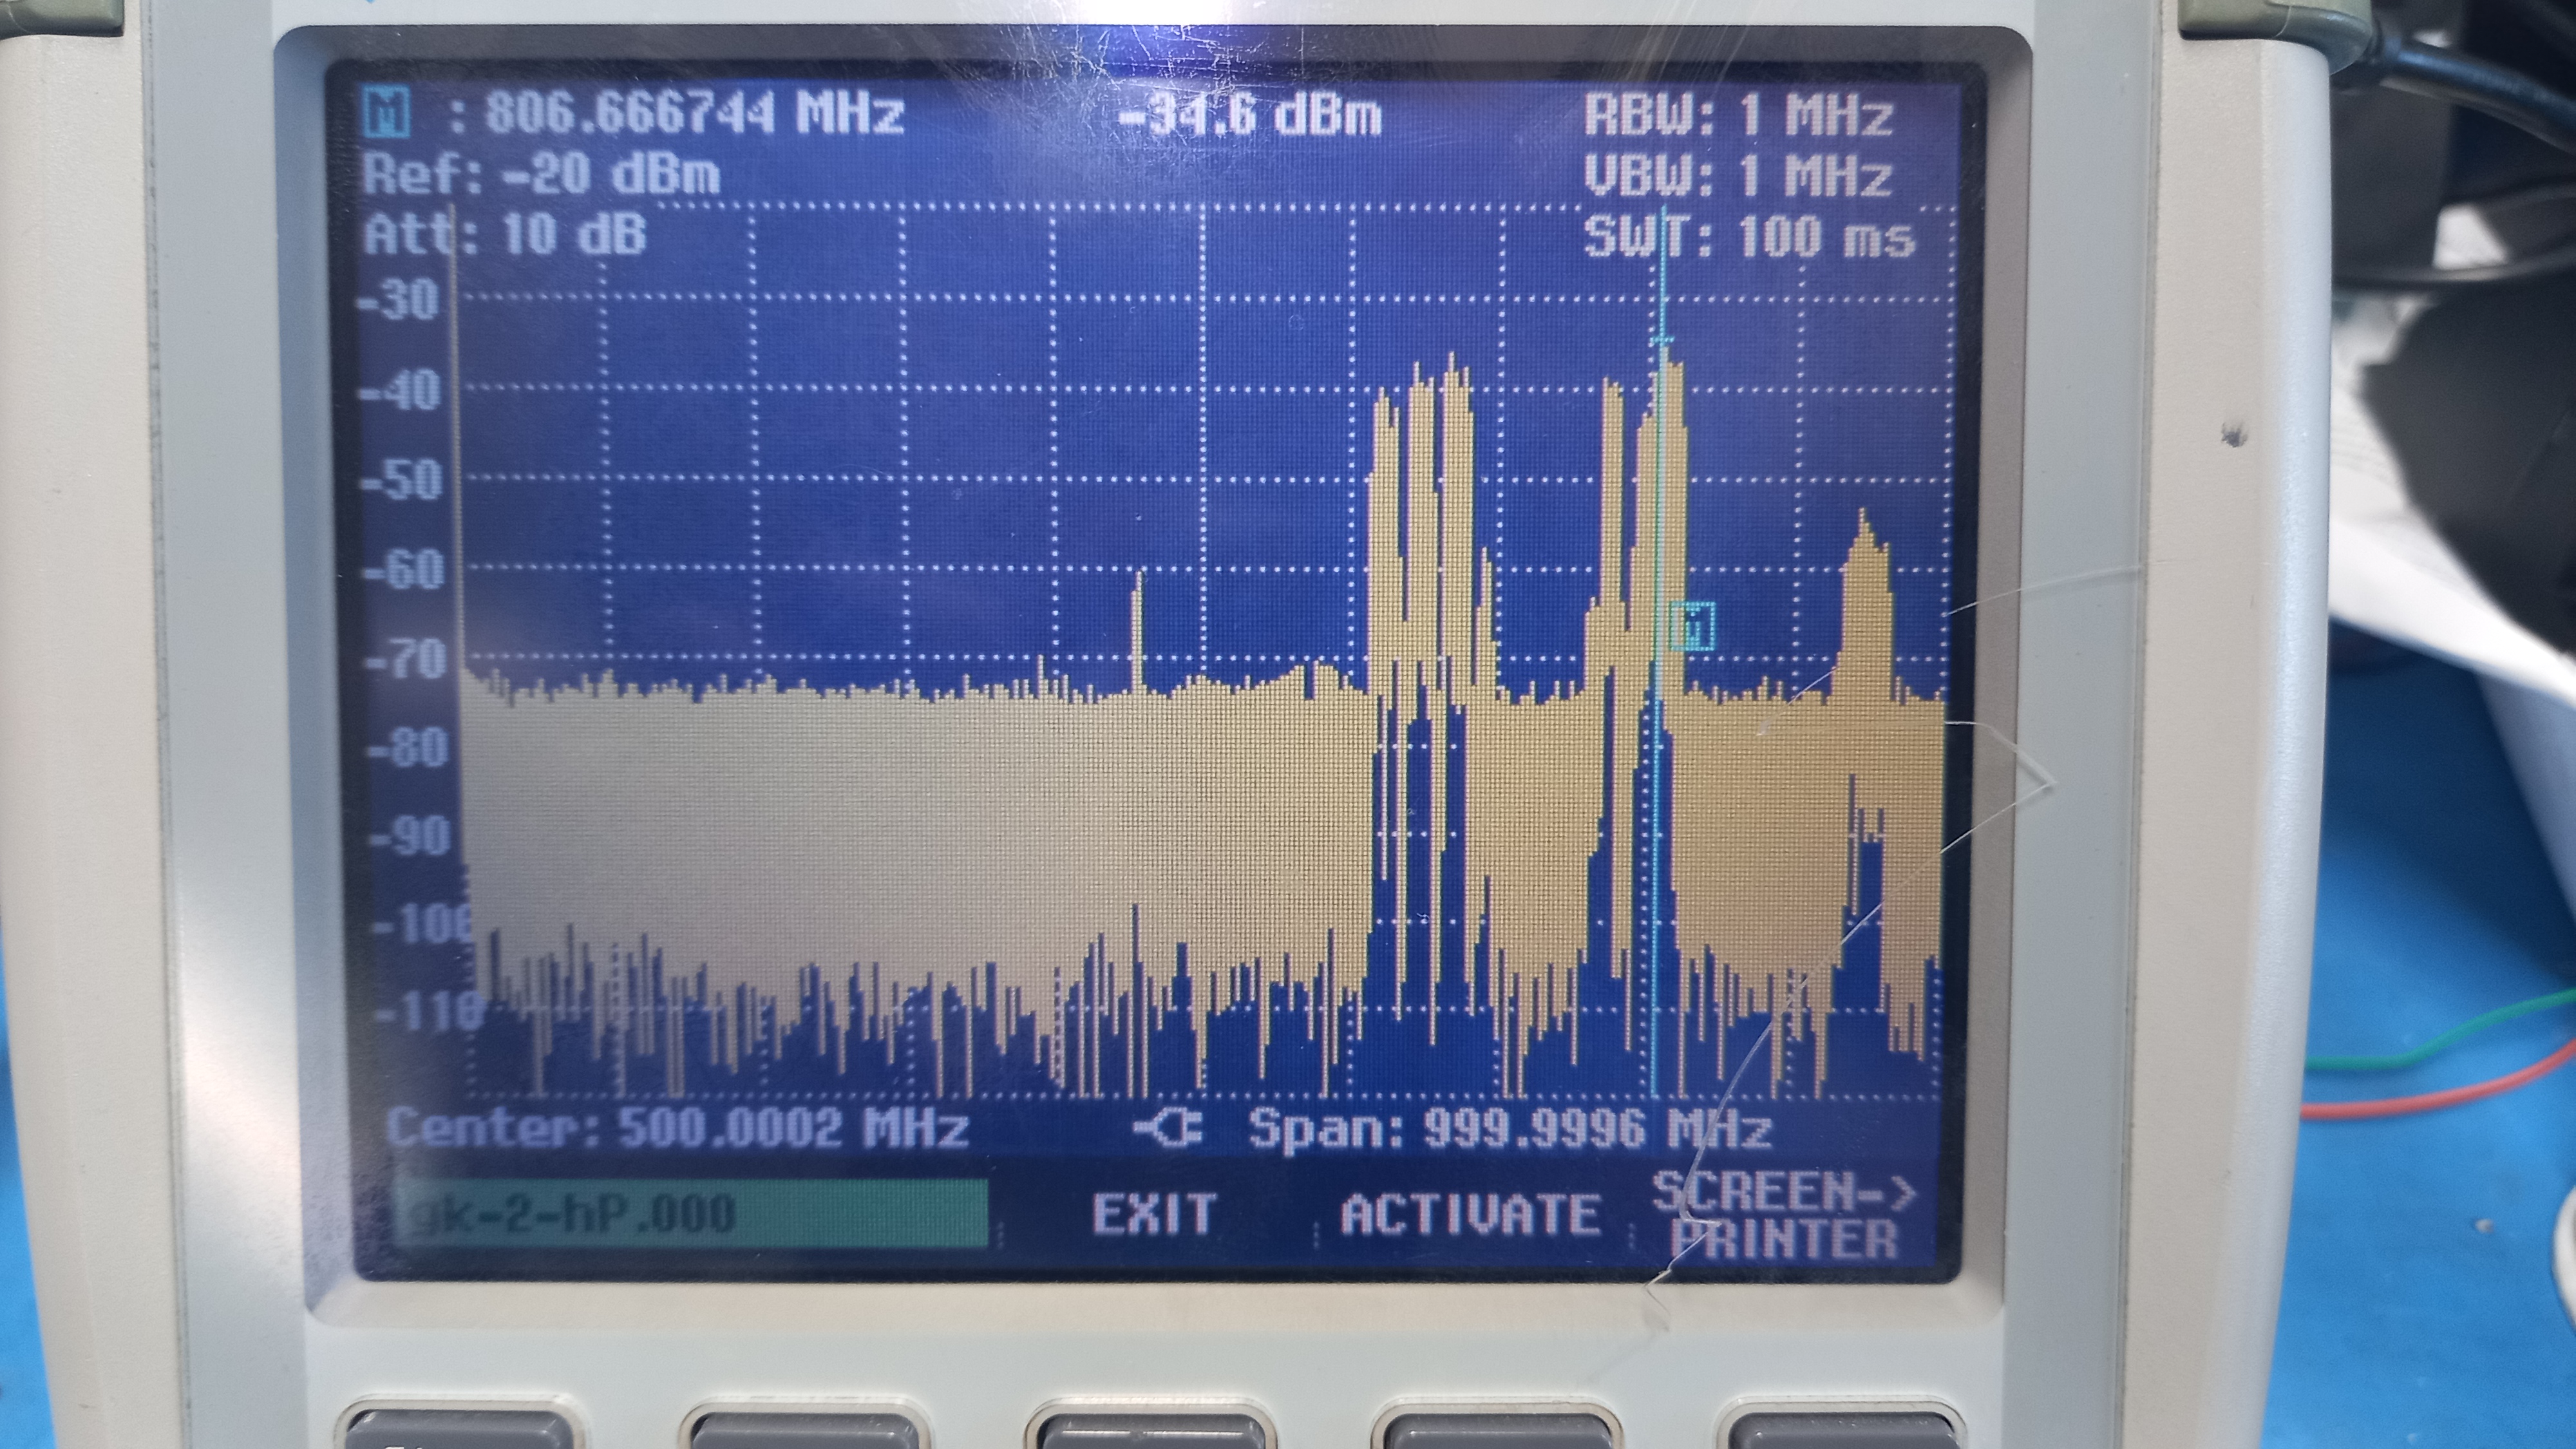 M : 806.666744 MHz -34.6 dBm RBW: 1 MHz
Ref: -20 dBm VBW: 1 MHz
Att: 10 dB SWT: 100 ms
-30
-40
-50
-60
M
-70
-80
-90
-100
-110
Center: 500.0002 MHz Span: 999.9996 MHz
gk-2-hP.000 EXIT ACTIVATE SCREEN->
PRINTER